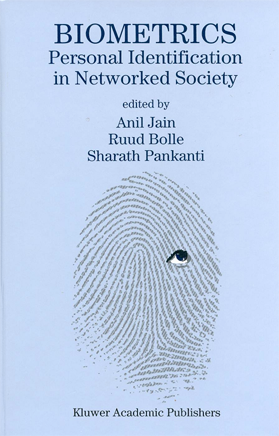 BIOMETRICS
Personal Identification
in Networked Society
edited by
Anil Jain
Ruud Bolle
Sharath Pankanti
Kluwer Academic Publishers